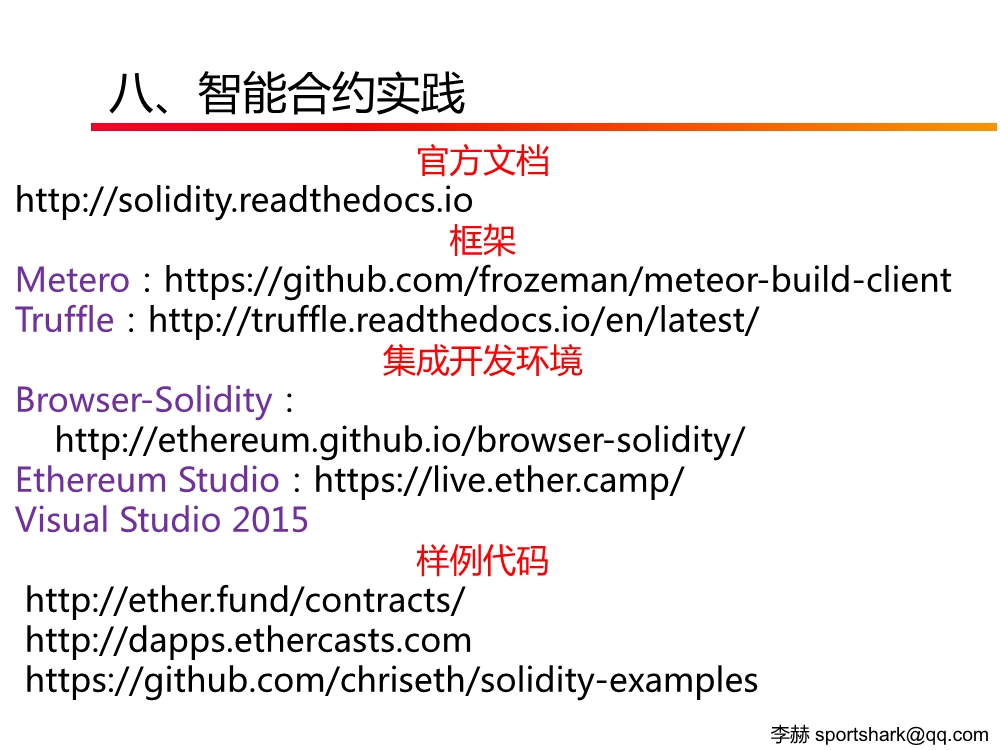 八、智能合约实践
官方文档
http://solidity.readthedocs.io
框架
Metero：https://github.com/frozeman/meteor-build-client
Truffle：http://truffle.readthedocs.io/en/latest/
集成开发环境
Browser-Solidity：
http://ethereum.github.io/browser-solidity/
Ethereum Studio：https://live.ether.camp/
Visual Studio 2015
样例代码
http://ether.fund/contracts/
http://dapps.ethercasts.com
https://github.com/chriseth/solidity-examples
李赫 sportshark@qq.com